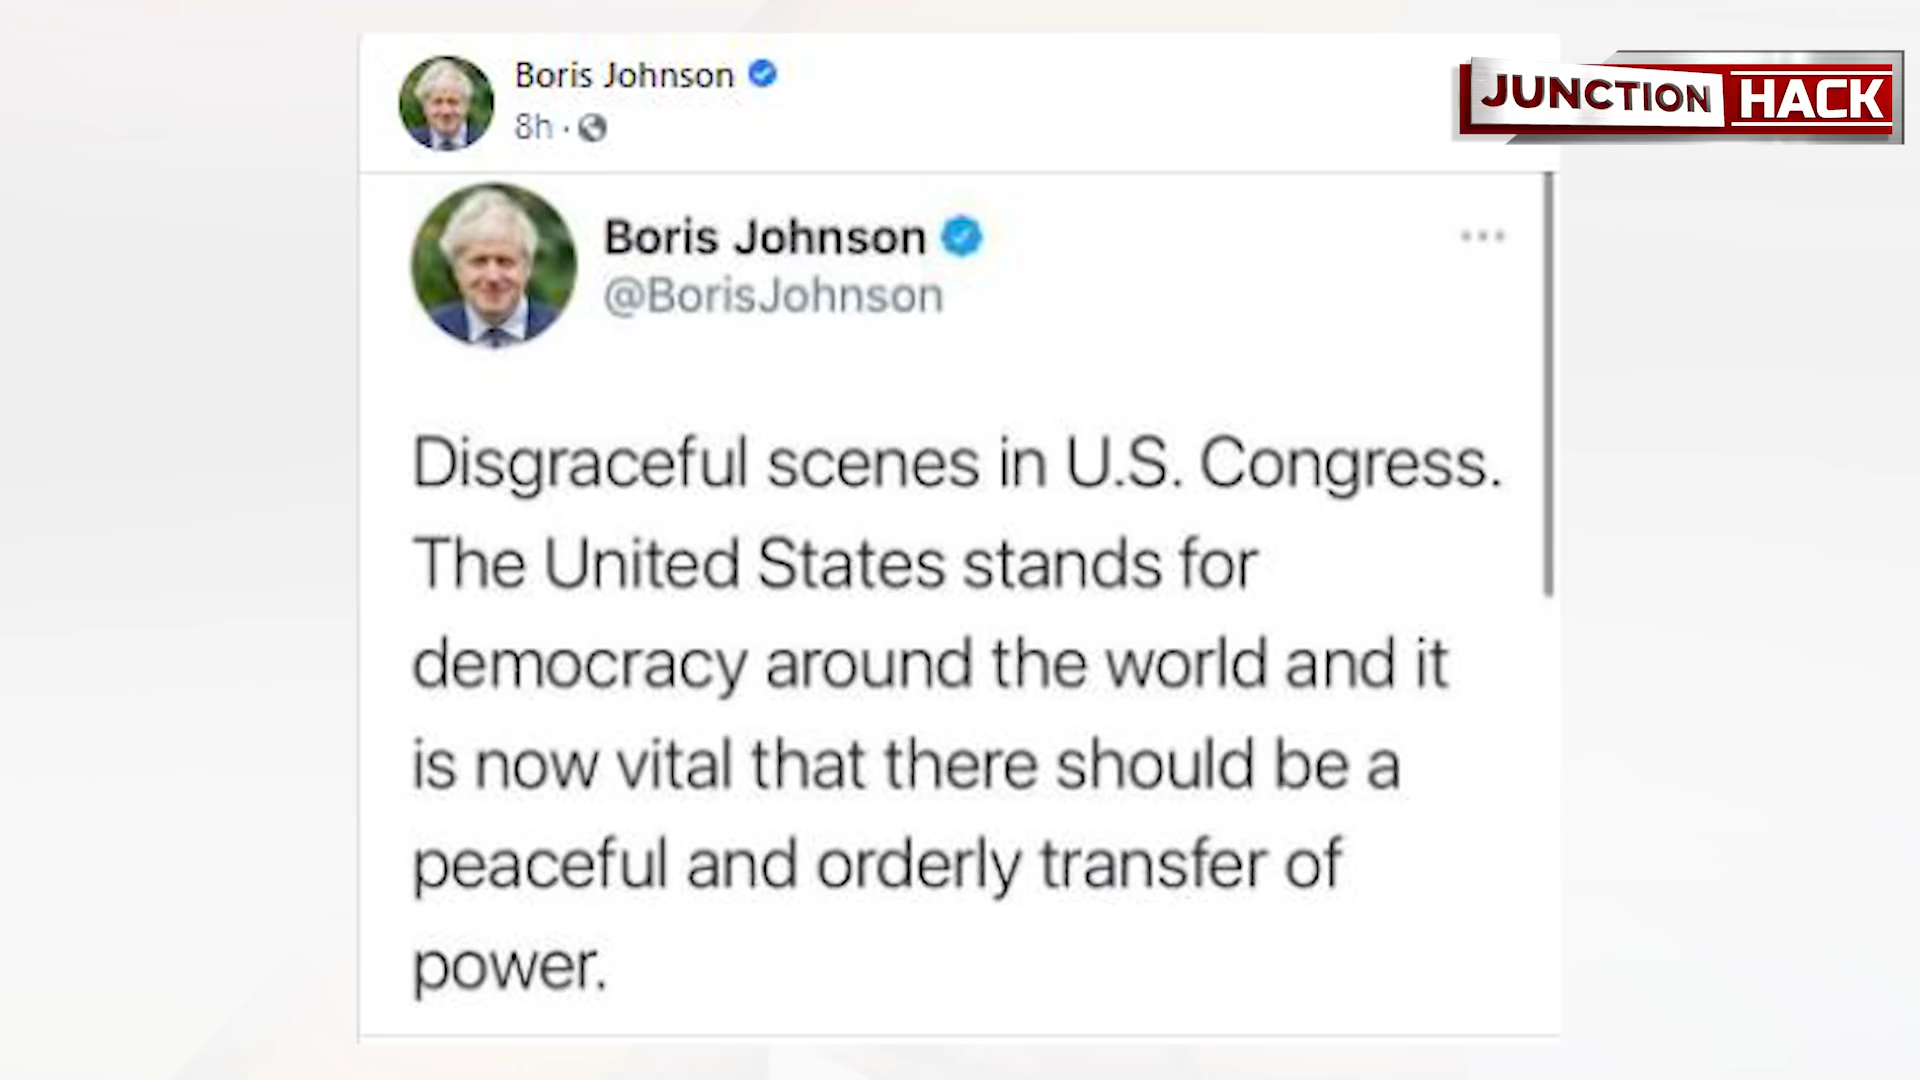 Boris Johnson
8h ·
JUNCTION HACK
Boris Johnson
@BorisJohnson
Disgraceful scenes in U.S. Congress.
The United States stands for
democracy around the world and it
is now vital that there should be a
peaceful and orderly transfer of
power.